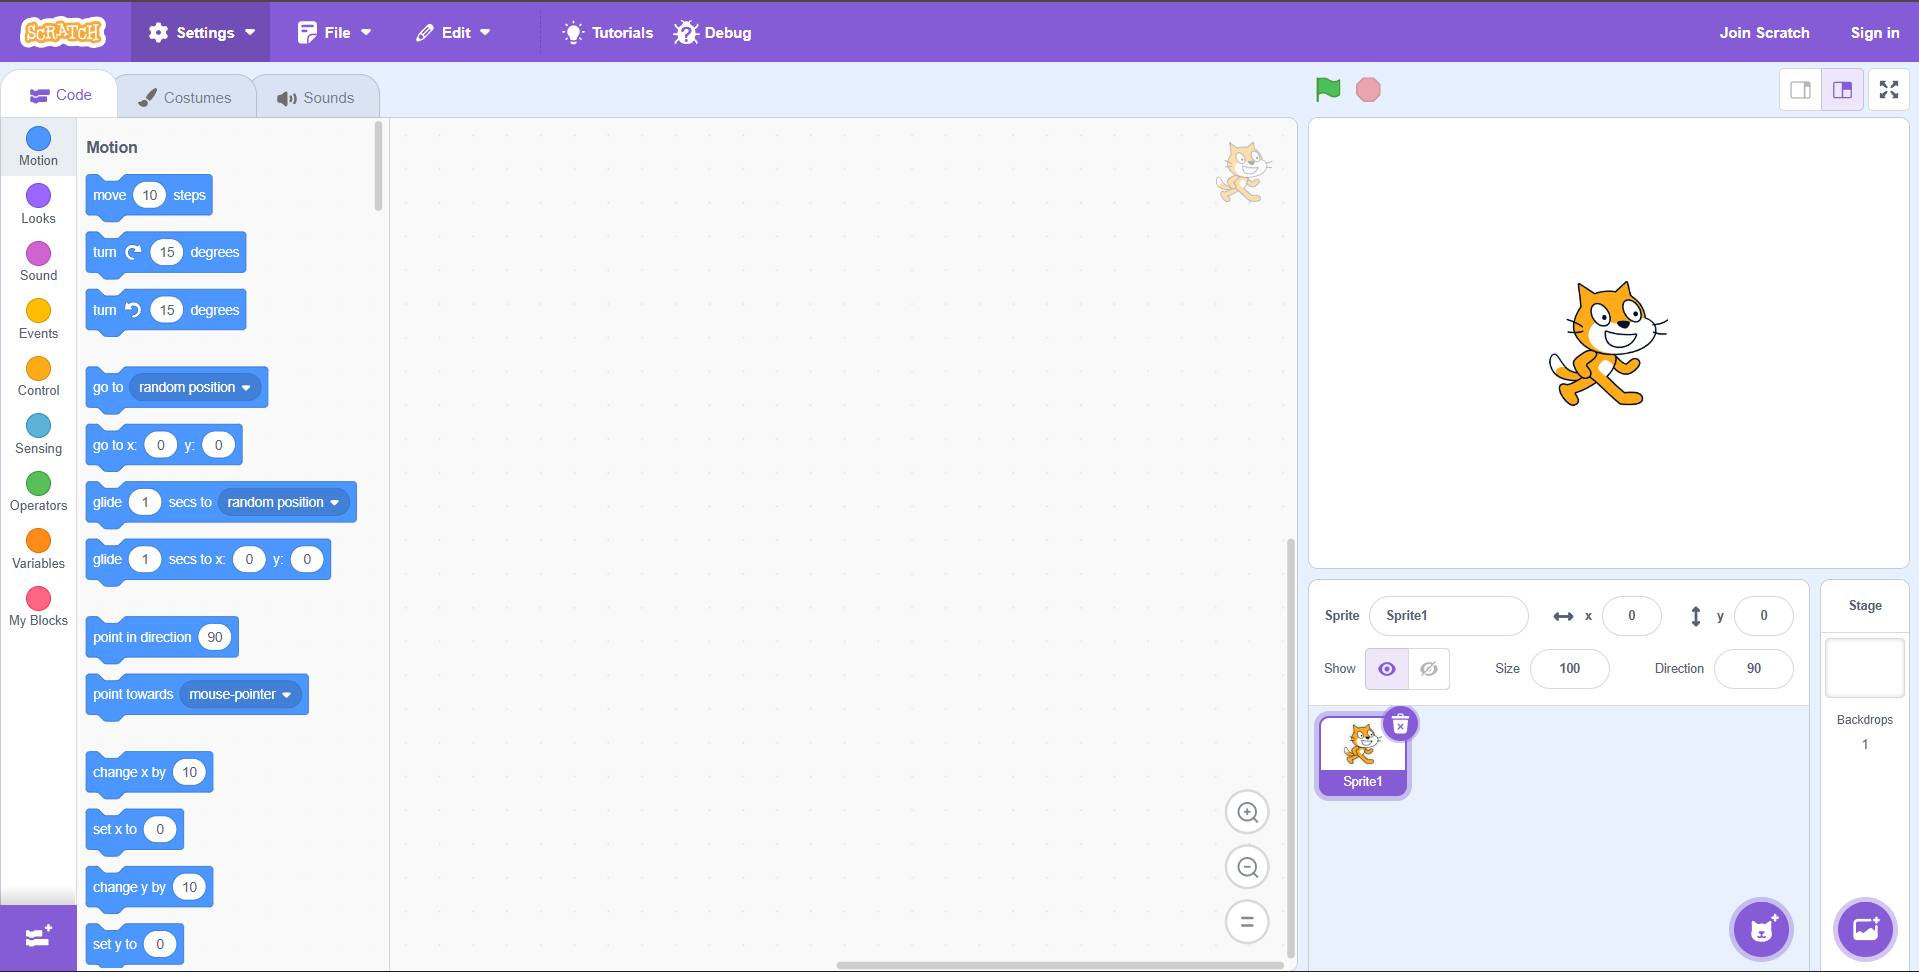 SCRATCH Settings File Edit Tutorials Debug Join Scratch Sign in
Code Costumes Sounds
Motion
Looks
Sound
Events
Control
Sensing
Operators
Variables
My Blocks
Motion
move 10 steps
turn 15 degrees
turn 15 degrees
go to random position
go to x: 0 y: 0
glide 1 secs to random position
glide 1 secs to x: 0 y: 0
point in direction 90
point towards mouse-pointer
change x by 10
set x to 0
change y by 10
set y to 0
Sprite Sprite1 x 0 y 0
Show Size 100 Direction 90
Sprite1
Stage
Backdrops
1